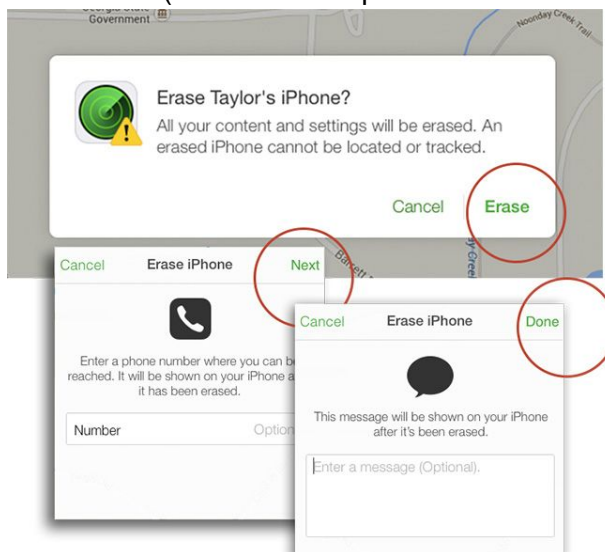 Government
Noonday Creek Trail
Erase Taylor's iPhone?
All your content and settings will be erased. An
erased iPhone cannot be located or tracked.
Cancel Erase
Barrett
ay Creek
Cancel Erase iPhone Next
Enter a phone number where you can be
reached. It will be shown on your iPhone a
it has been erased.
Number Option
Cancel Erase iPhone Done
This message will be shown on your iPhone
after it's been erased.
Enter a message (Optional).